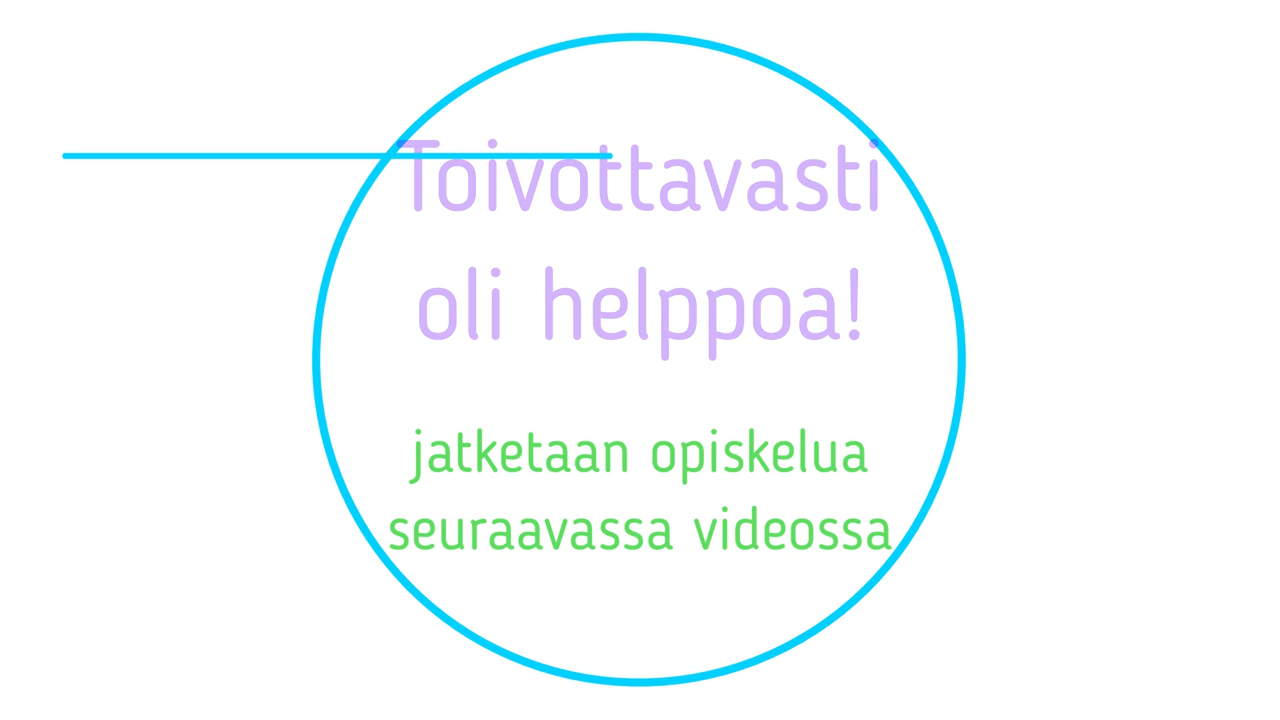 Toivottavasti
oli helppoa!
jatketaan opiskelua
seuraavassa videossa